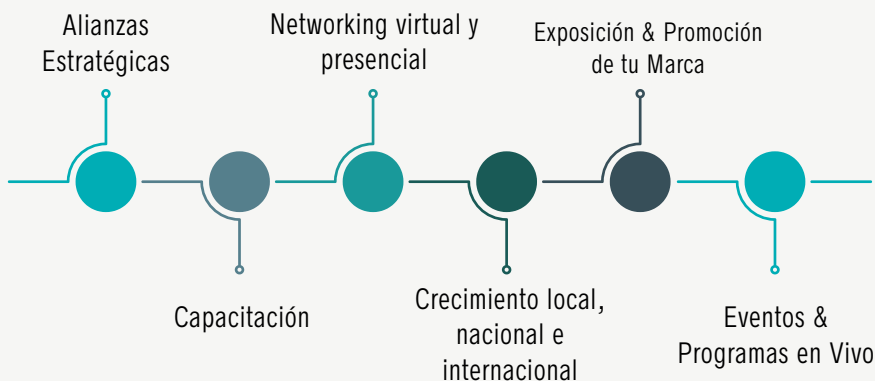 Alianzas
Estratégicas
Capacitación
Networking virtual y
presencial
Crecimiento local,
nacional e
internacional
Exposición & Promoción
de tu Marca
Eventos &
Programas en Vivo